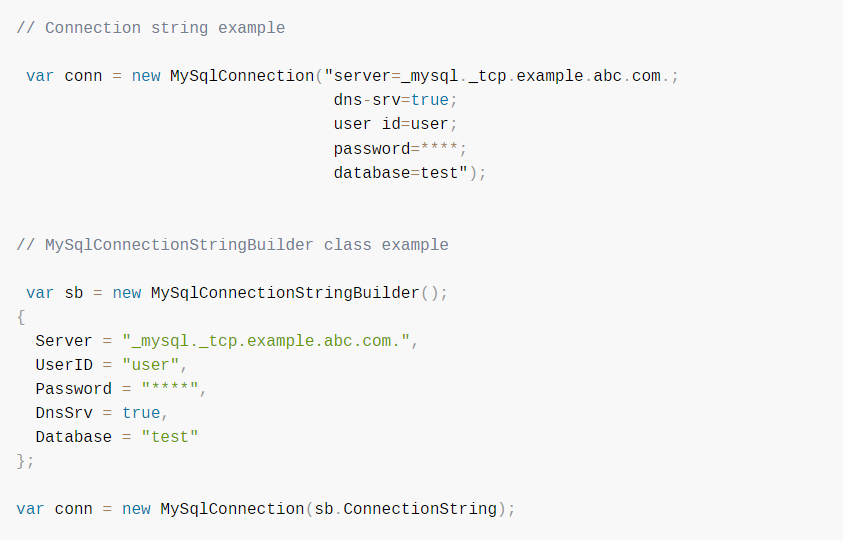 // Connection string example
var conn = new MySqlConnection("server=_mysql._tcp.example.abc.com.;
dns-srv=true;
user id=user;
password=****;
database=test");
// MySqlConnectionStringBuilder class example
var sb = new MySqlConnectionStringBuilder();
{
Server = "_mysql._tcp.example.abc.com.",
UserID = "user",
Password = "****",
DnsSrv = true,
Database = "test"
};
var conn = new MySqlConnection(sb.ConnectionString);